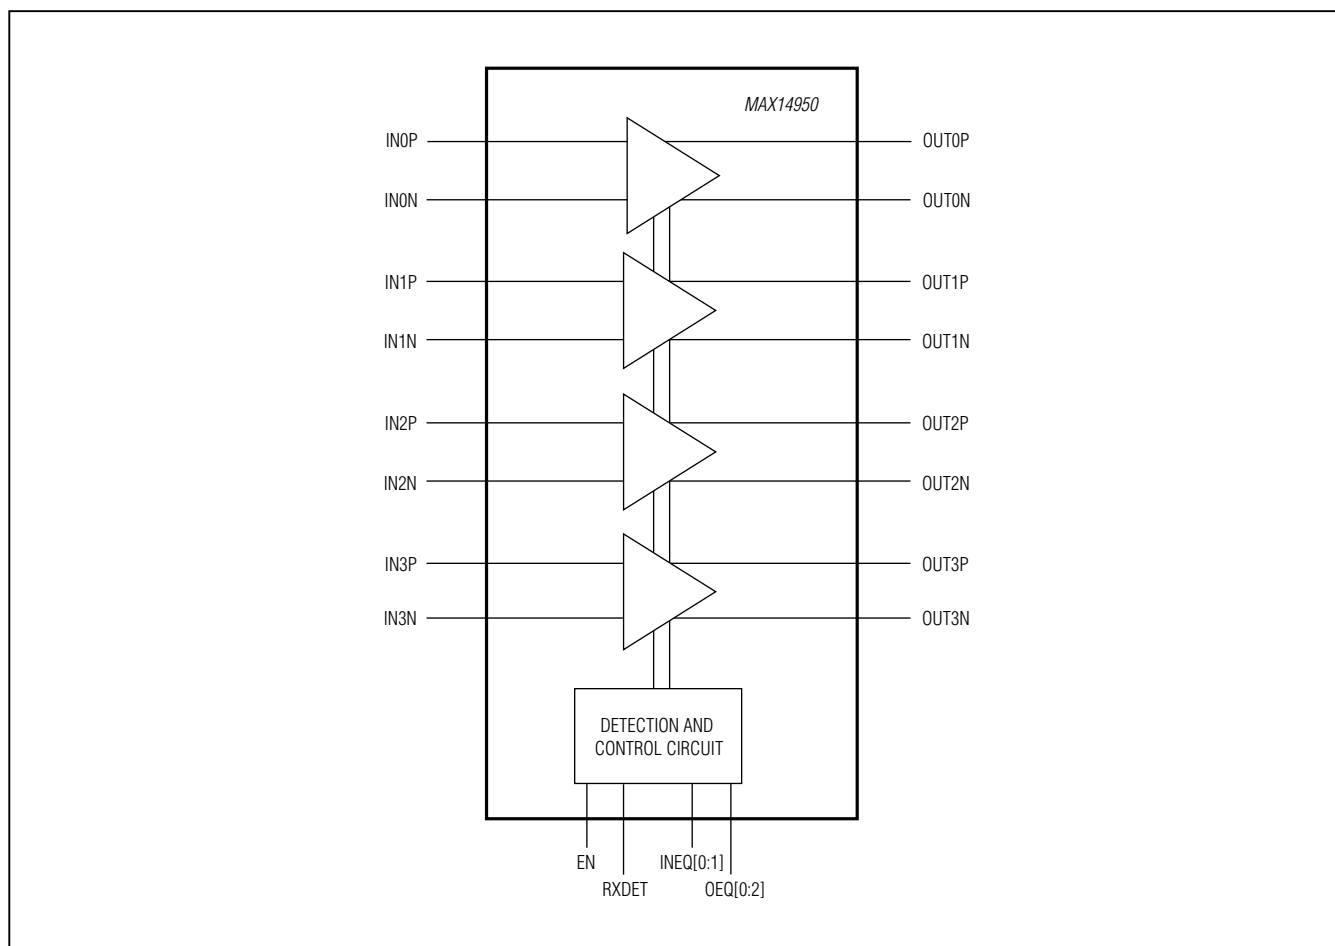 MAX14950
IN0P
OUT0P
IN0N
OUT0N
IN1P
OUT1P
IN1N
OUT1N
IN2P
OUT2P
IN2N
OUT2N
IN3P
OUT3P
IN3N
OUT3N
DETECTION AND
CONTROL CIRCUIT
EN
INEQ[0:1]
RXDET
OEQ[0:2]